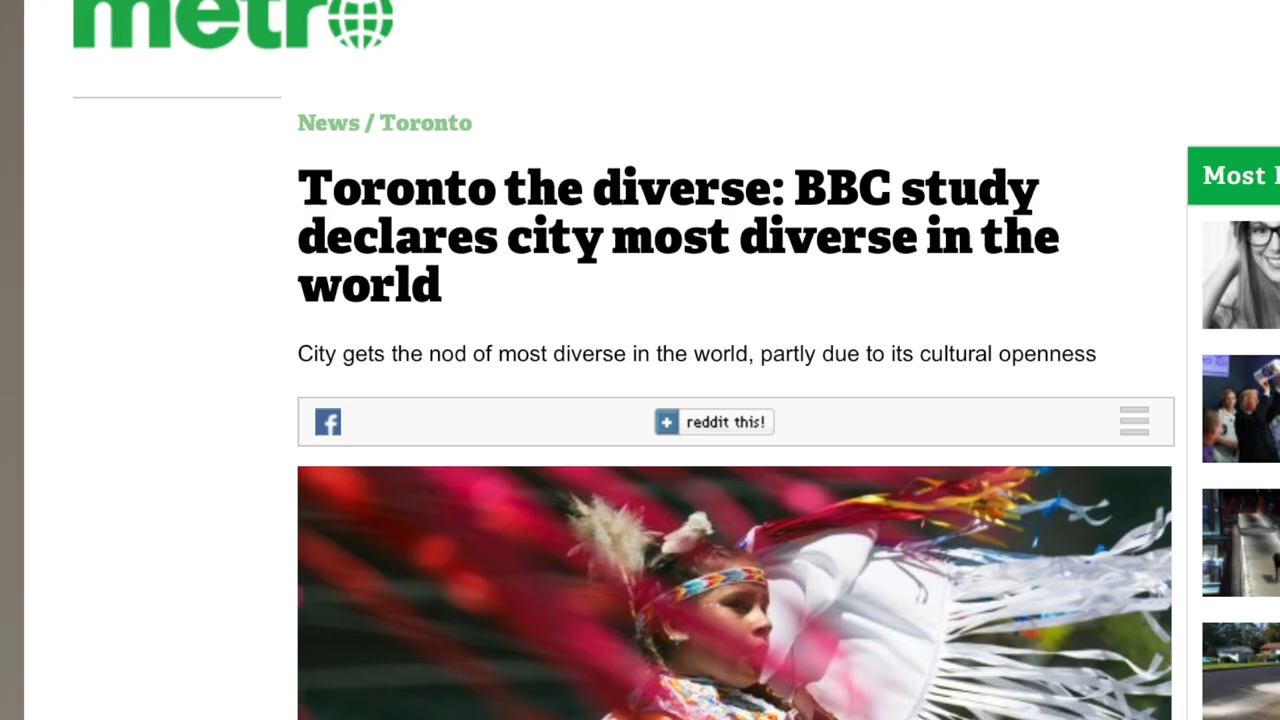 metro
News / Toronto
Toronto the diverse: BBC study
declares city most diverse in the
world
City gets the nod of most diverse in the world, partly due to its cultural openness
reddit this!
Most